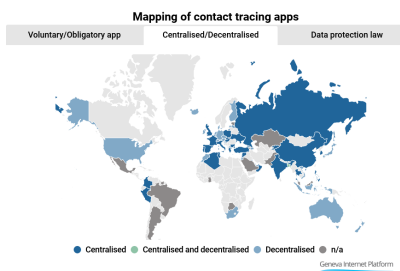 Mapping of contact tracing apps
Voluntary/Obligatory app
Centralised/Decentralised
Data protection law
Centralised
Centralised and decentralised
Decentralised
n/a
Geneva Internet Platform